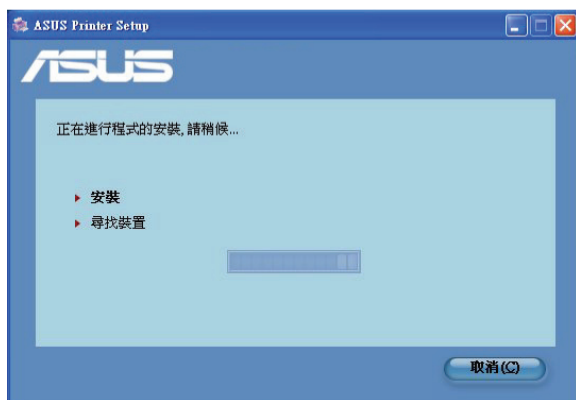 ASUS Printer Setup
ASUS
正在進行程式的安裝, 請稍候...
安裝
尋找裝置
取消(C)